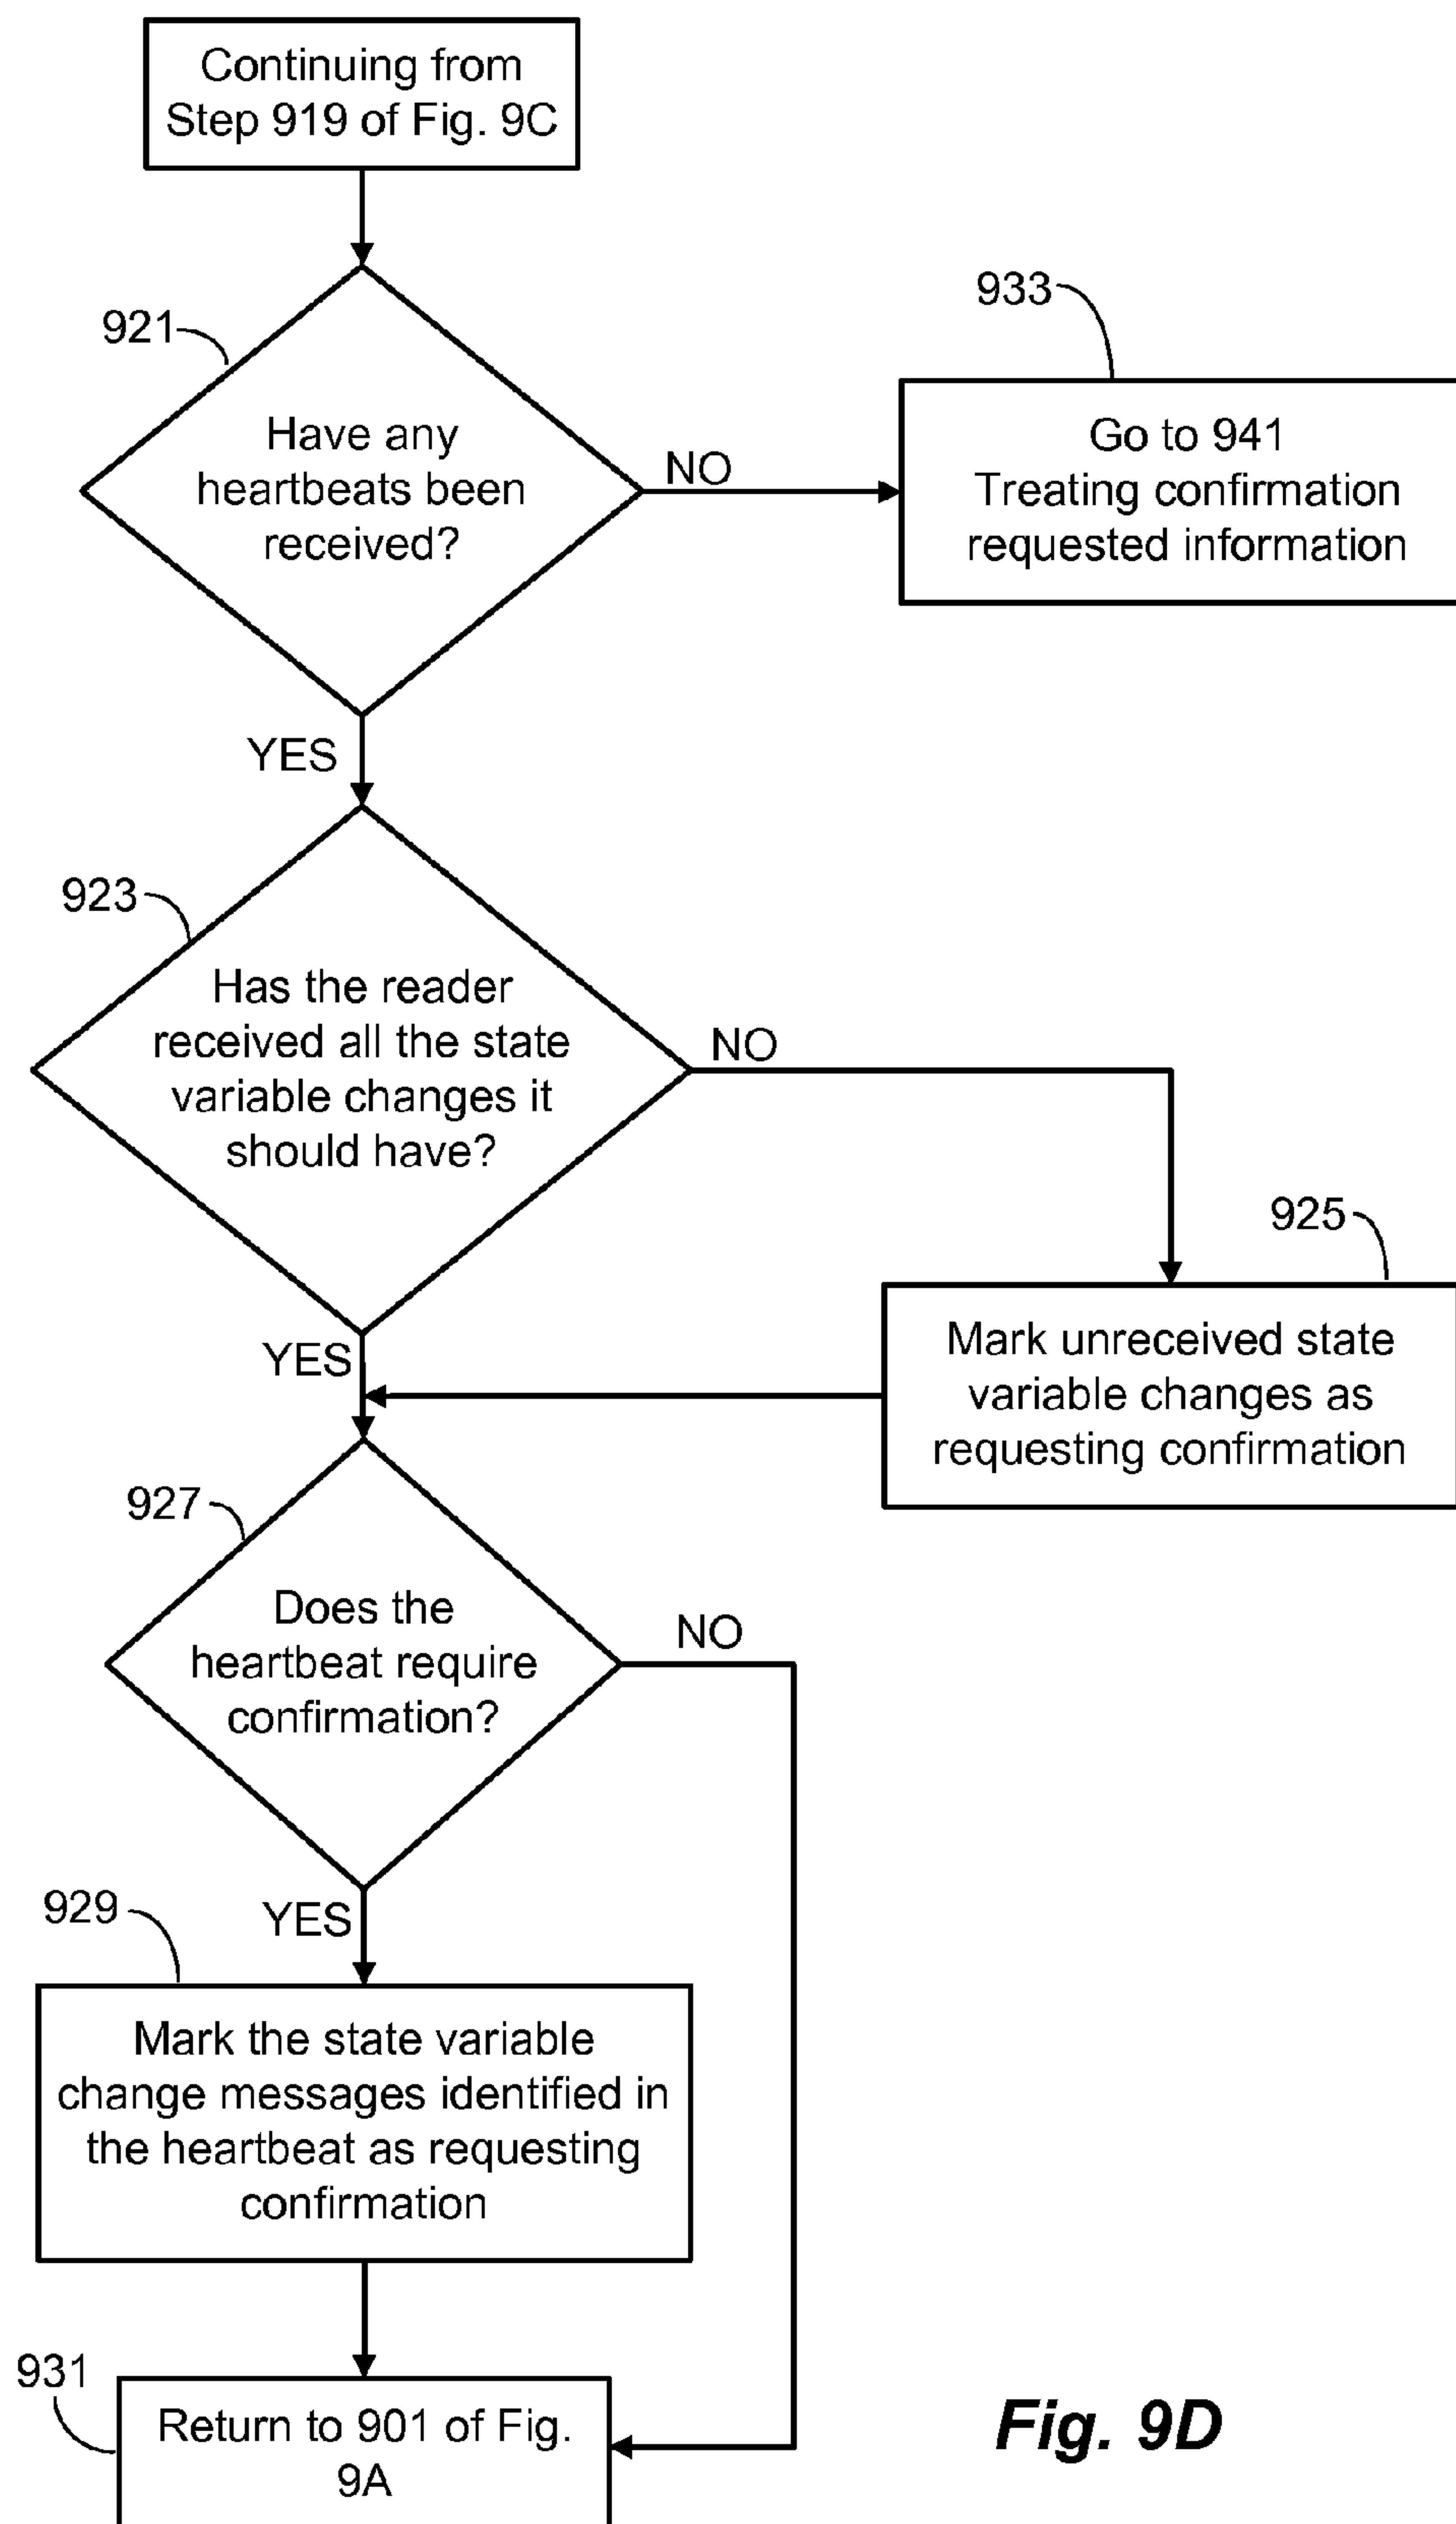 Continuing from
Step 919 of Fig. 9C
921
Have any
heartbeats been
received?
NO
933
Go to 941
Treating confirmation
requested information
YES
923
Has the reader
received all the state
variable changes it
should have?
NO
925
Mark unreceived state
variable changes as
requesting confirmation
YES
927
Does the
heartbeat require
confirmation?
NO
YES
929
Mark the state variable
change messages identified in
the heartbeat as requesting
confirmation
931
Return to 901 of Fig.
9A
Fig. 9D